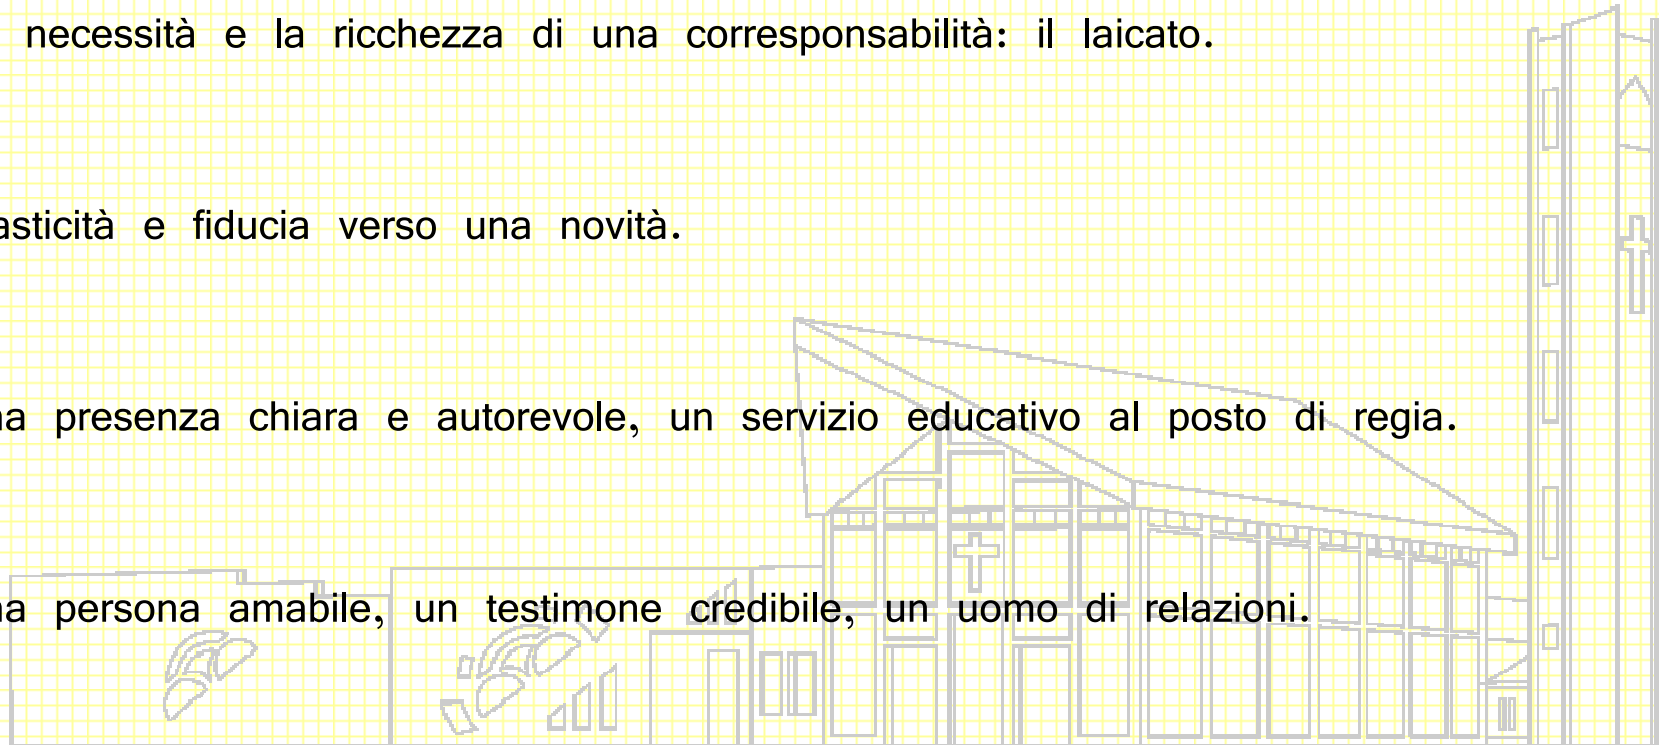 necessità e la ricchezza di una corresponsabilità: il laicato.
asticità e fiducia verso una novità.
na presenza chiara e autorevole, un servizio educativo al posto di regia.
na persona amabile, un testimone credibile, un uomo di relazioni.